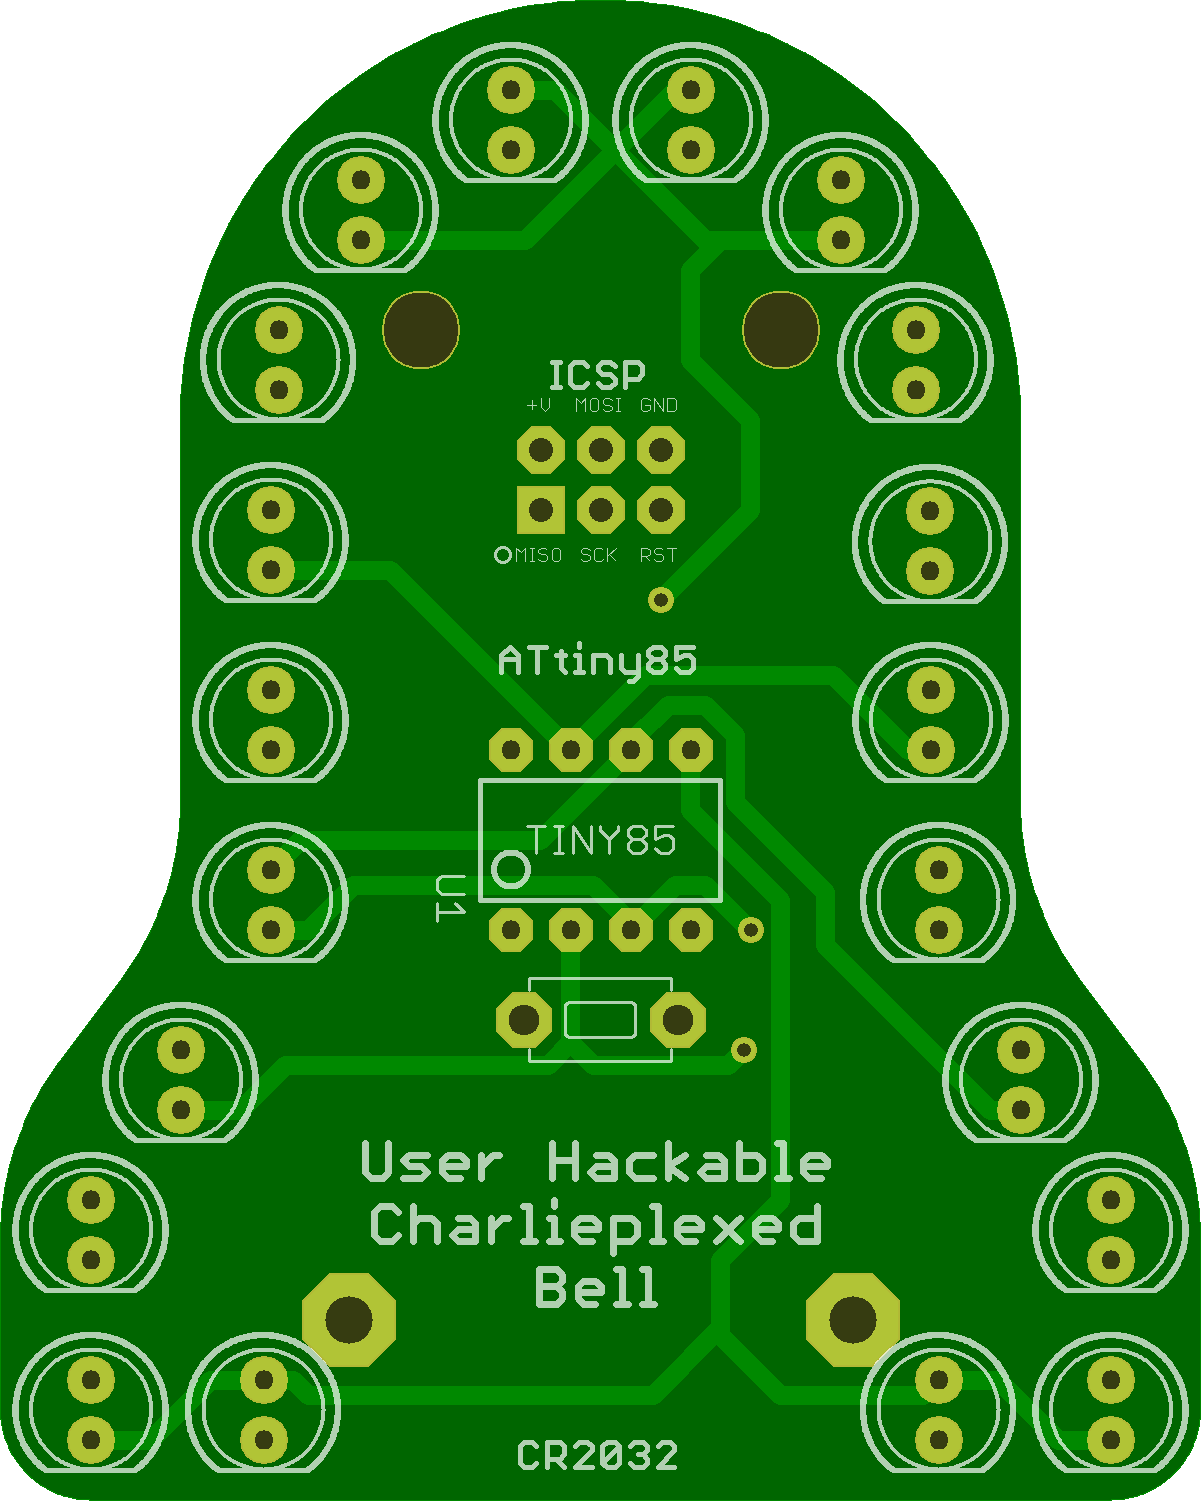 ICSP
+V MOSI GND
MISO SCK RST
ATtiny85
TINY85
U1
User Hackable
Charlieplexed
Bell
CR2032